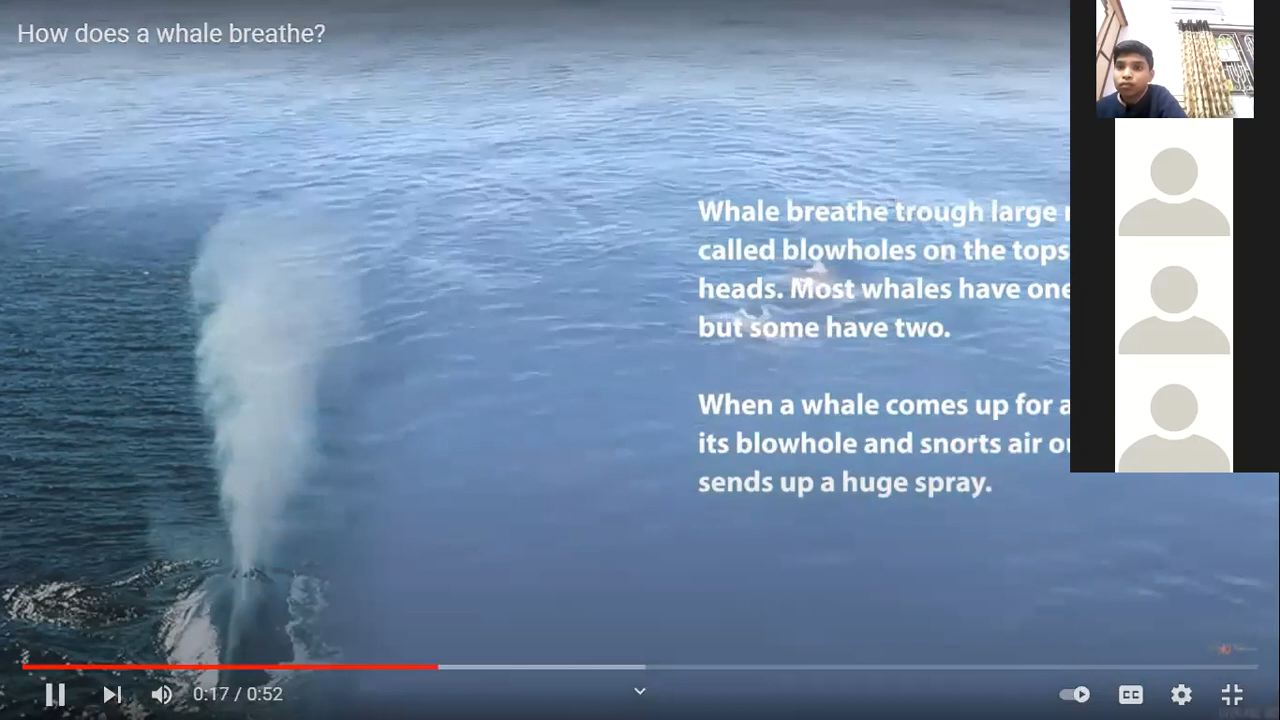 How does a whale breathe?
Whale breathe trough large
called blowholes on the tops
heads. Most whales have one
but some have two.
When a whale comes up for a
its blowhole and snorts air
sends up a huge spray.
0:17 / 0:52
CC